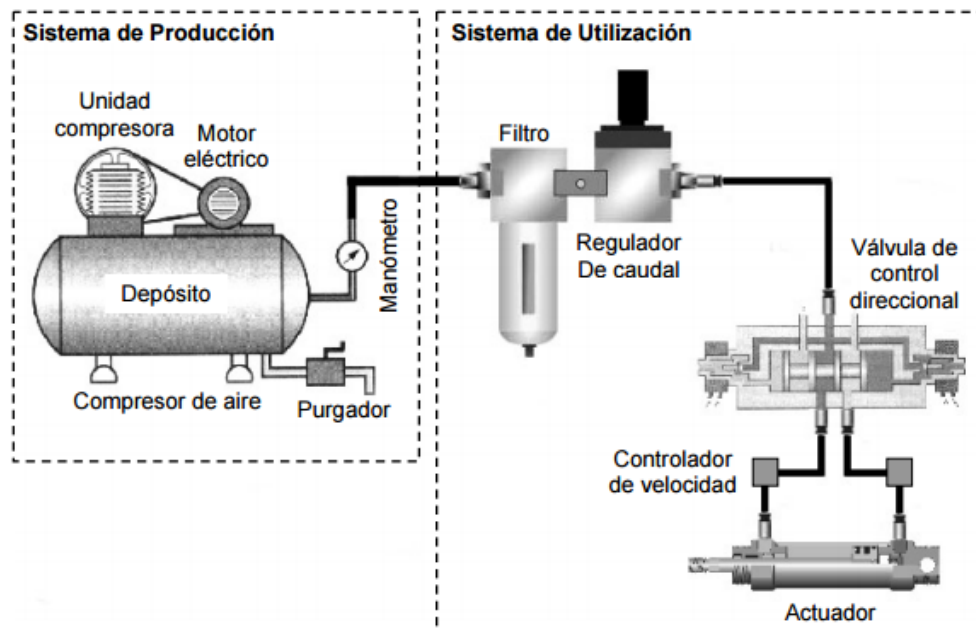 Sistema de Producción
Unidad
compresora
Motor
eléctrico
Depósito
Manómetro
Compresor de aire
Purgador
Sistema de Utilización
Filtro
Regulador
De caudal
Válvula de
control
direccional
Controlador
de velocidad
Actuador